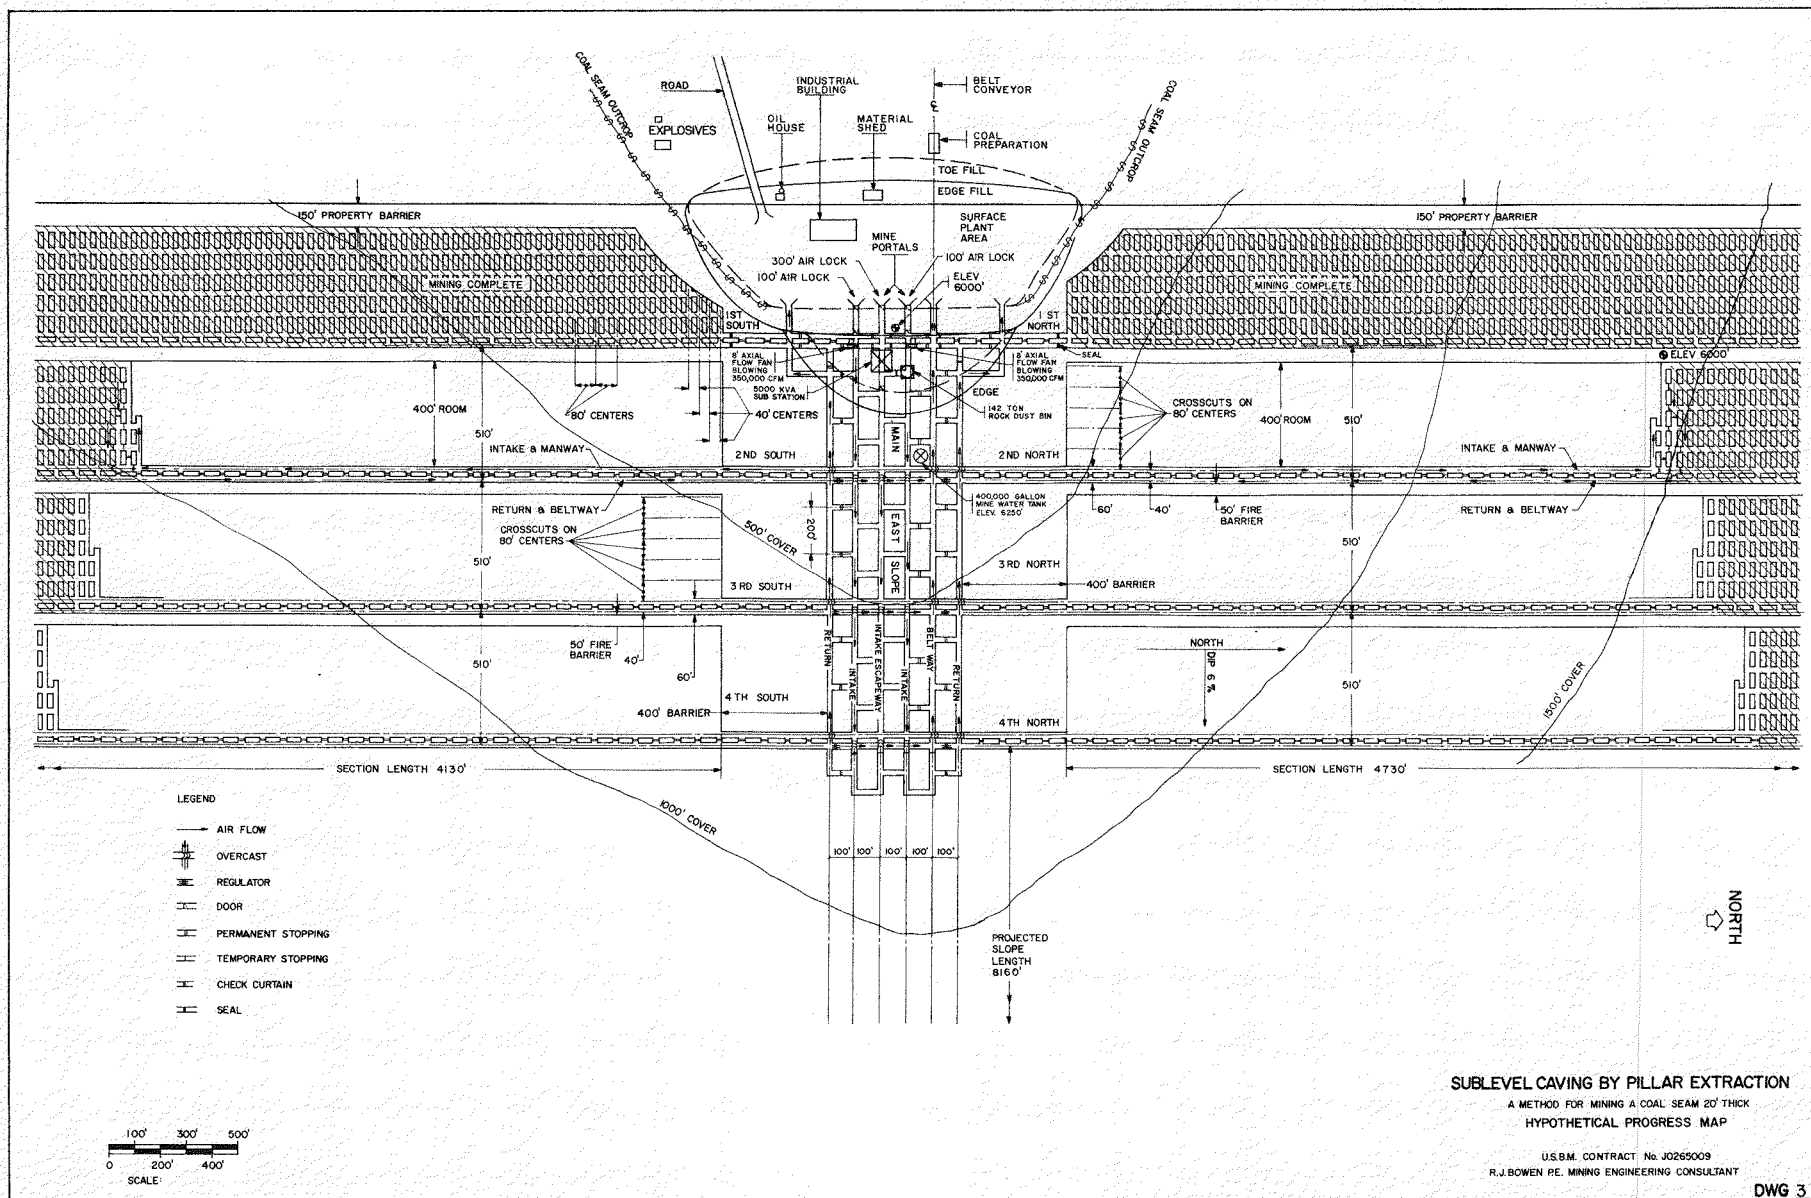 COAL SEAM OUTCROP
ROAD
EXPLOSIVES
OIL
HOUSE
INDUSTRIAL
BUILDING
MATERIAL
SHED
BELT
CONVEYOR
COAL
PREPARATION
COAL SEAM OUTCROP
TOE FILL
EDGE FILL
150' PROPERTY BARRIER
SURFACE
PLANT
AREA
150' PROPERTY BARRIER
MINE
PORTALS
300' AIR LOCK
100' AIR LOCK
100' AIR LOCK
ELEV
6000'
MINING COMPLETE
MINING COMPLETE
1ST
SOUTH
1ST
NORTH
8' AXIAL
FLOW FAN
BLOWING
350,000 CFM
5000 KVA
SUB STATION
8' AXIAL
FLOW FAN
BLOWING
350,000 CFM
SEAL
ELEV 6000'
EDGE
142 TON
ROCK DUST BIN
400' ROOM
80' CENTERS
40' CENTERS
CROSSCUTS ON
80' CENTERS
400' ROOM
510'
510'
INTAKE & MANWAY
2ND SOUTH
MAIN
2ND NORTH
INTAKE & MANWAY
400,000 GALLON
MINE WATER TANK
ELEV. 6250'
RETURN & BELTWAY
60'
40'
50' FIRE
BARRIER
RETURN & BELTWAY
CROSSCUTS ON
80' CENTERS
500' COVER
200'
EAST
SLOPE
510'
510'
3RD SOUTH
3RD NORTH
400' BARRIER
50' FIRE
BARRIER
40'
60'
RETURN
INTAKE
INTAKE ESCAPEWAY
INTAKE
BELT WAY
RETURN
NORTH
DIP 6%
510'
510'
1500' COVER
4TH SOUTH
400' BARRIER
4TH NORTH
SECTION LENGTH 4130'
SECTION LENGTH 4730'
1000' COVER
LEGEND
AIR FLOW
OVERCAST
REGULATOR
DOOR
PERMANENT STOPPING
TEMPORARY STOPPING
CHECK CURTAIN
SEAL
100' 100' 100' 100' 100'
PROJECTED
SLOPE
LENGTH
8160'
NORTH
100' 300' 500'
0 200' 400'
SCALE:
SUBLEVEL CAVING BY PILLAR EXTRACTION
A METHOD FOR MINING A COAL SEAM 20' THICK
HYPOTHETICAL PROGRESS MAP
U.S.B.M. CONTRACT No. J0265009
R.J. BOWEN P.E. MINING ENGINEERING CONSULTANT
DWG 3